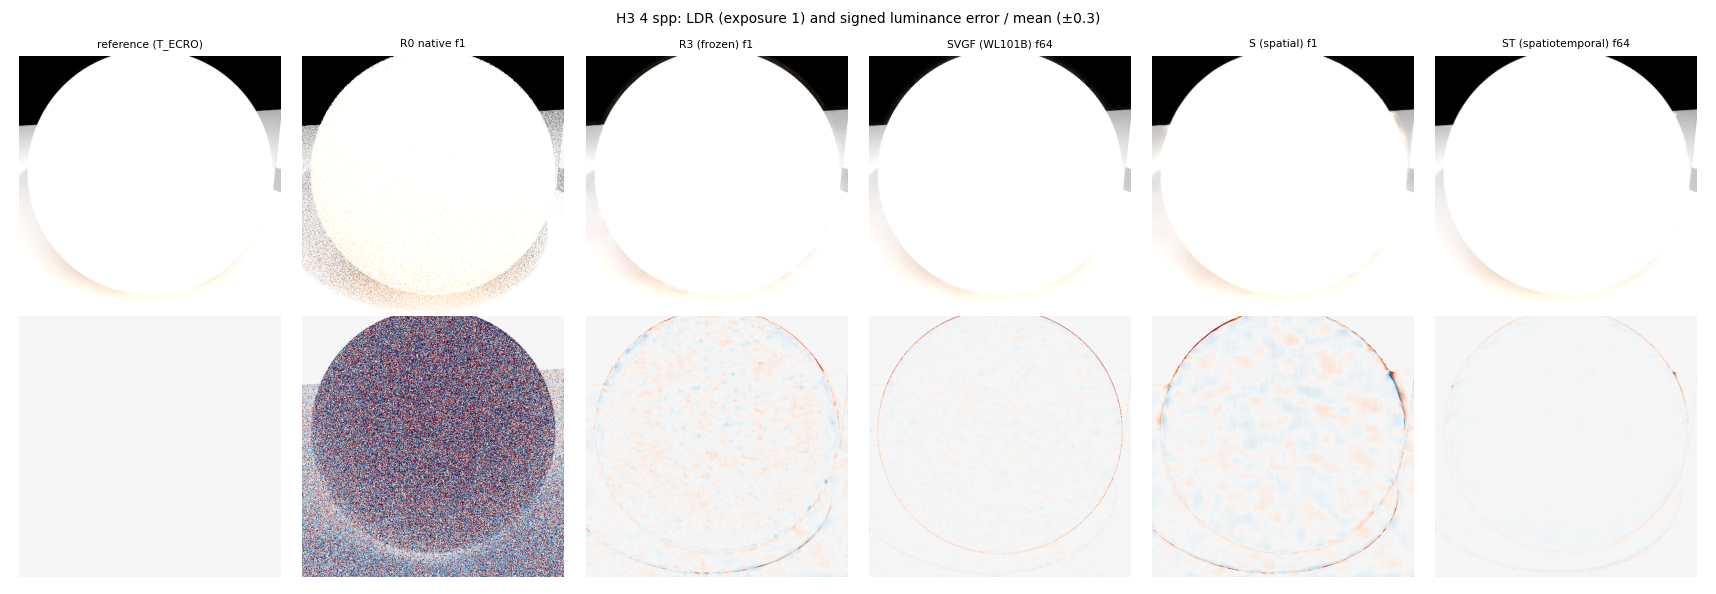 H3 4 spp: LDR (exposure 1) and signed luminance error / mean (±0.3)
reference (T_ECRO)
R0 native f1
R3 (frozen) f1
SVGF (WL101B) f64
S (spatial) f1
ST (spatiotemporal) f64